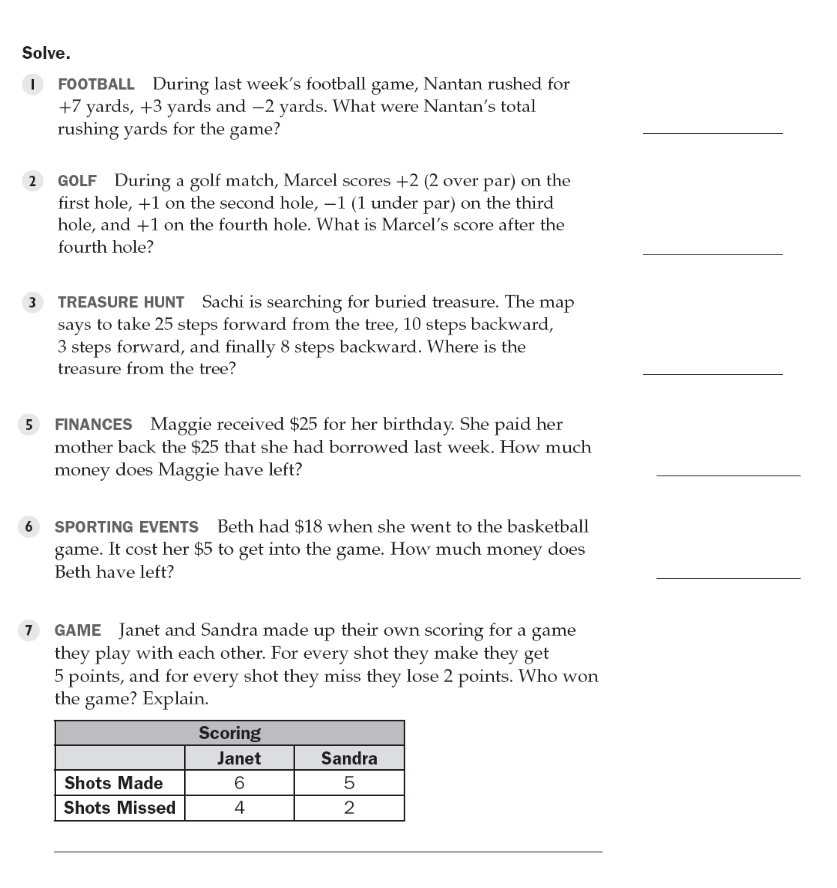 Solve.
1 FOOTBALL During last week's football game, Nantan rushed for
+7 yards, +3 yards and −2 yards. What were Nantan's total
rushing yards for the game?
2 GOLF During a golf match, Marcel scores +2 (2 over par) on the
first hole, +1 on the second hole, −1 (1 under par) on the third
hole, and +1 on the fourth hole. What is Marcel's score after the
fourth hole?
3 TREASURE HUNT Sachi is searching for buried treasure. The map
says to take 25 steps forward from the tree, 10 steps backward,
3 steps forward, and finally 8 steps backward. Where is the
treasure from the tree?
5 FINANCES Maggie received $25 for her birthday. She paid her
mother back the $25 that she had borrowed last week. How much
money does Maggie have left?
6 SPORTING EVENTS Beth had $18 when she went to the basketball
game. It cost her $5 to get into the game. How much money does
Beth have left?
7 GAME Janet and Sandra made up their own scoring for a game
they play with each other. For every shot they make they get
5 points, and for every shot they miss they lose 2 points. Who won
the game? Explain.
Scoring
Janet Sandra
Shots Made 6 5
Shots Missed 4 2